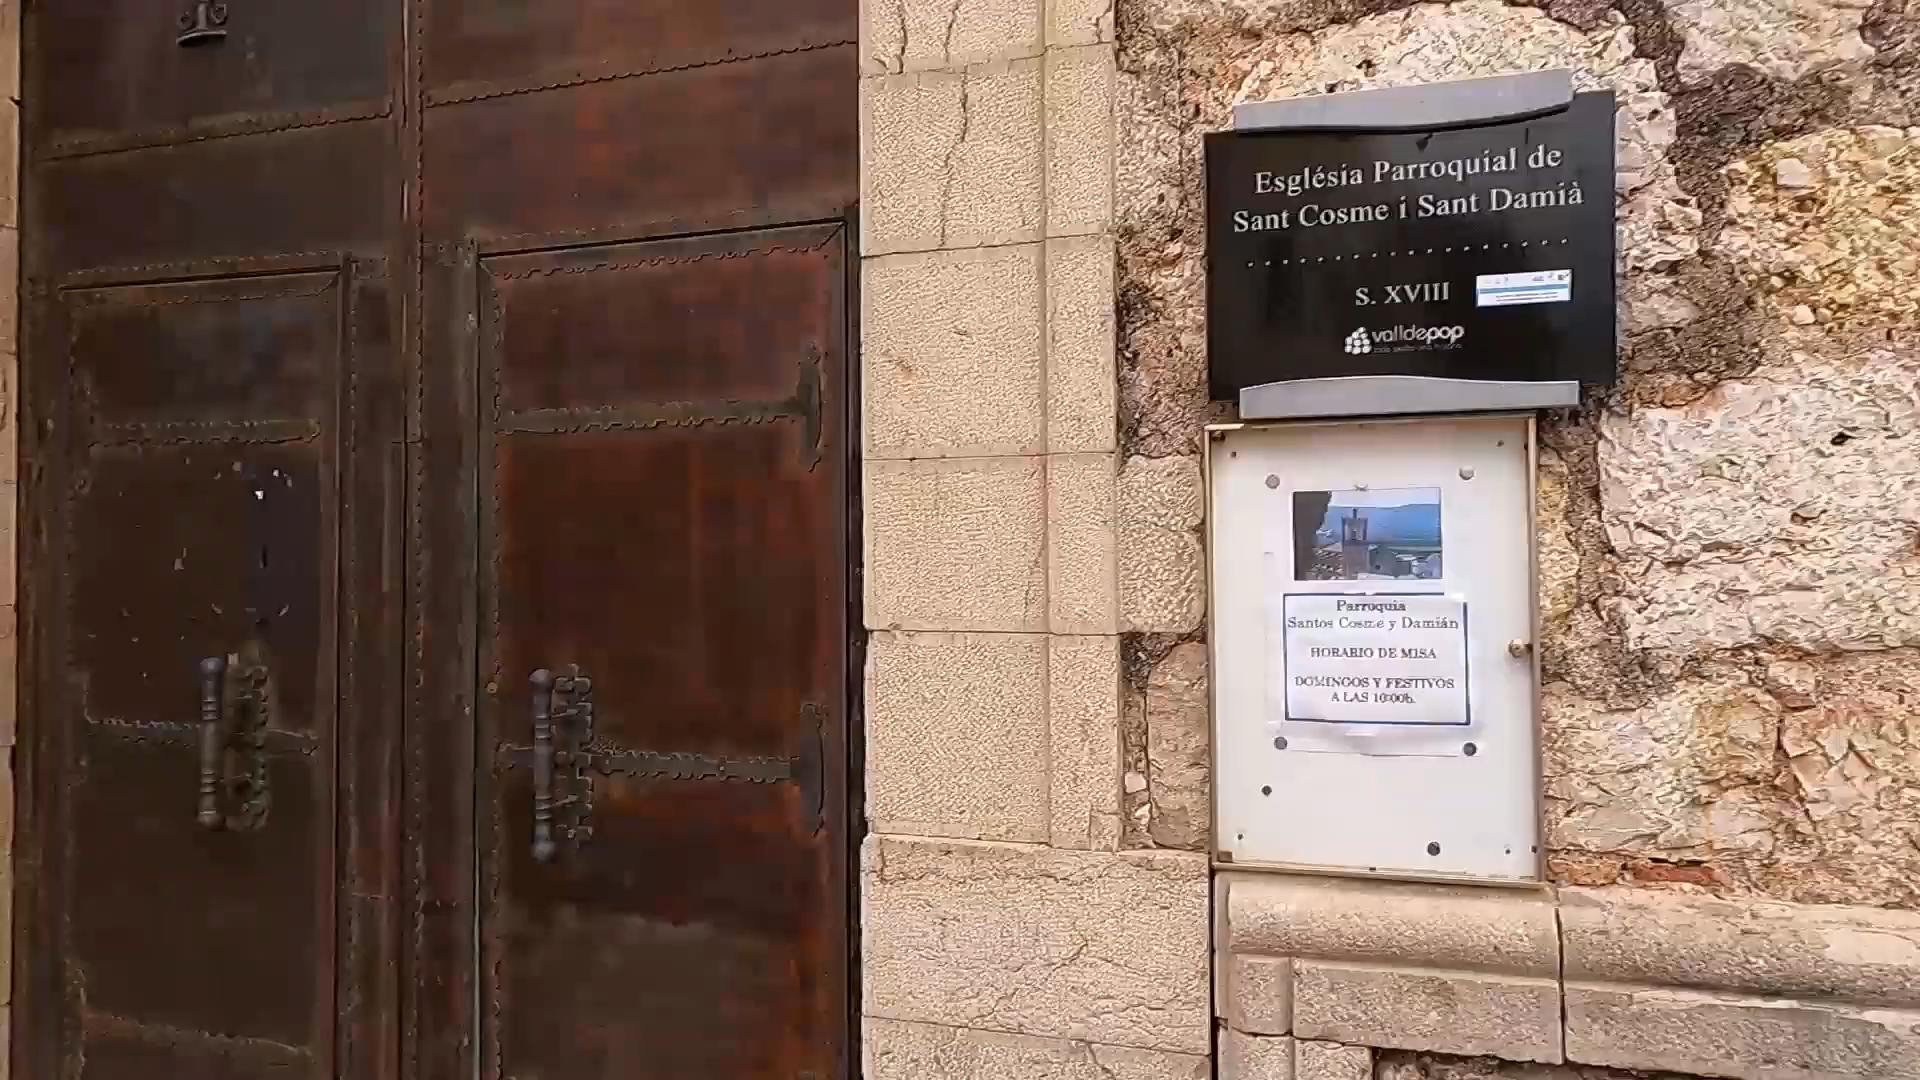 Església Parroquial de
Sant Cosme i Sant Damià
S. XVIII
valldepop
Parroquia
Santos Cosme y Damián
HORARIO DE MISA
DOMINGOS Y FESTIVOS
A LAS 10:00h.